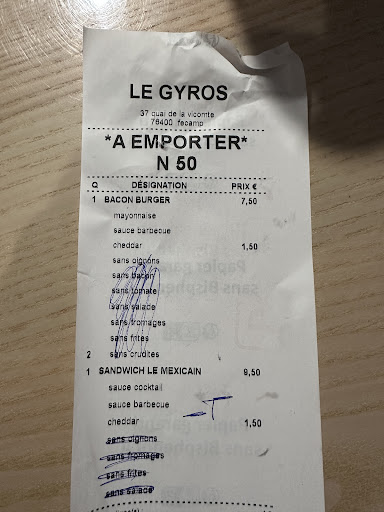 LE GYROS
37 quai de la vicomte
76400 fecamp
*A EMPORTER*
N 50
Q DÉSIGNATION PRIX €
1 BACON BURGER 7,50
mayonnaise
sauce barbecue
cheddar 1,50
sans oignons
sans bacon
sans tomate
sans salade
sans fromages
sans frites
2 sans crudites
1 SANDWICH LE MEXICAIN 9,50
sauce cocktail
sauce barbecue -T
cheddar 1,50
sans oignons
sans fromages
sans frites
sans salade